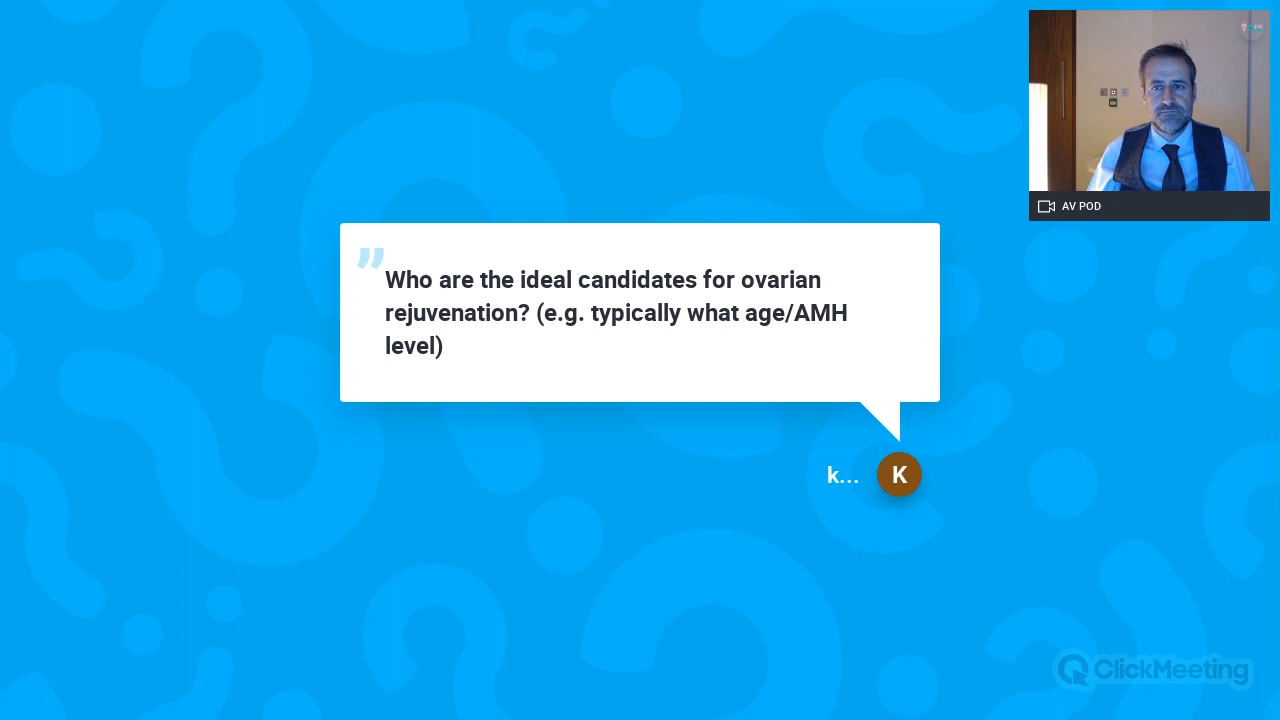 AV POD
Who are the ideal candidates for ovarian
rejuvenation? (e.g. typically what age/AMH
level)
k...
K
ClickMeeting